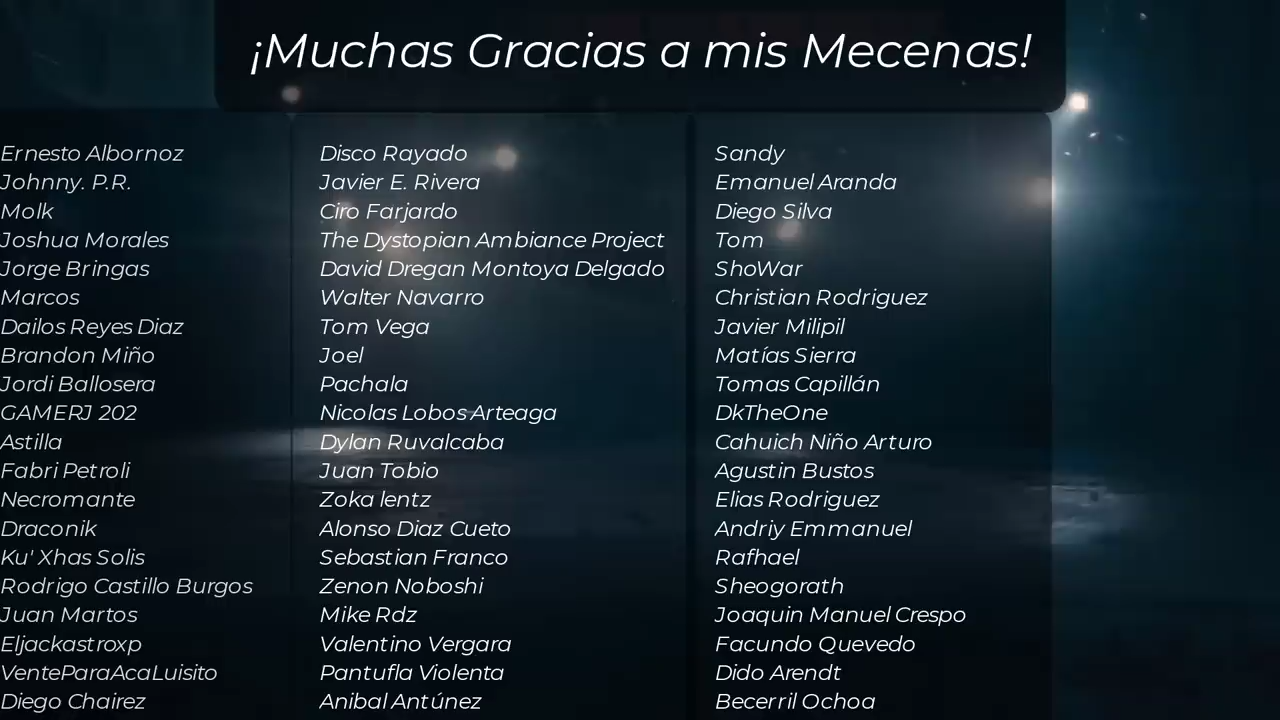 ¡Muchas Gracias a mis Mecenas!
Ernesto Albornoz
Johnny. P.R.
Molk
Joshua Morales
Jorge Bringas
Marcos
Dailos Reyes Diaz
Brandon Miño
Jordi Ballosera
GAMERJ 202
Astilla
Fabri Petroli
Necromante
Draconik
Ku' Xhas Solis
Rodrigo Castillo Burgos
Juan Martos
Eljackastroxp
VenteParaAcaLuisito
Diego Chairez
Disco Rayado
Javier E. Rivera
Ciro Farjardo
The Dystopian Ambiance Project
David Dregan Montoya Delgado
Walter Navarro
Tom Vega
Joel
Pachala
Nicolas Lobos Arteaga
Dylan Ruvalcaba
Juan Tobio
Zoka lentz
Alonso Diaz Cueto
Sebastian Franco
Zenon Noboshi
Mike Rdz
Valentino Vergara
Pantufla Violenta
Anibal Antúnez
Sandy
Emanuel Aranda
Diego Silva
Tom
ShoWar
Christian Rodriguez
Javier Milipil
Matías Sierra
Tomas Capillán
DkTheOne
Cahuich Niño Arturo
Agustin Bustos
Elias Rodriguez
Andriy Emmanuel
Rafhael
Sheogorath
Joaquin Manuel Crespo
Facundo Quevedo
Dido Arendt
Becerril Ochoa